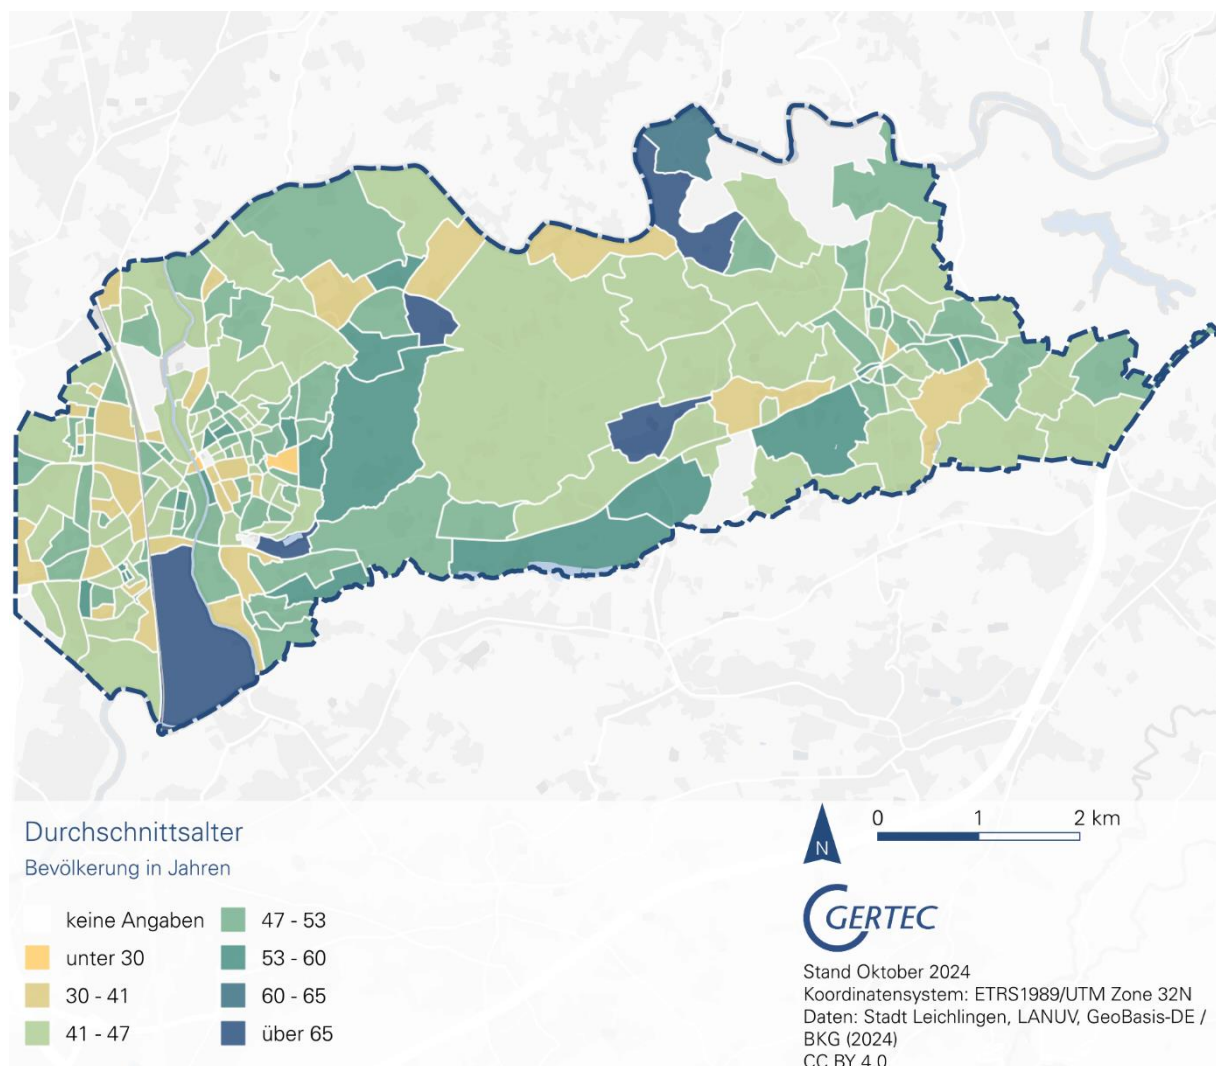 Durchschnittsalter
Bevölkerung in Jahren
keine Angaben
unter 30
30 - 41
41 - 47
47 - 53
53 - 60
60 - 65
über 65
N
0 1 2 km
GERTEC
Stand Oktober 2024
Koordinatensystem: ETRS1989/UTM Zone 32N
Daten: Stadt Leichlingen, LANUV, GeoBasis-DE /
BKG (2024)
CC BY 4.0